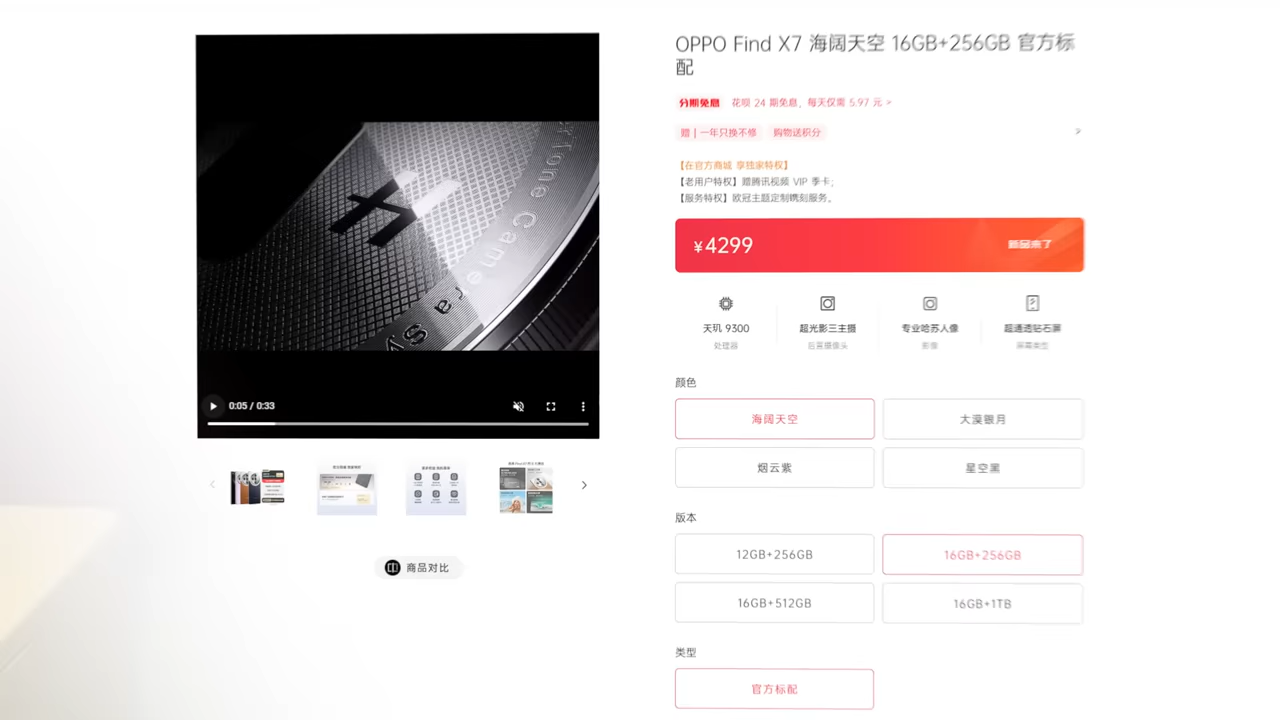 OPPO Find X7 海阔天空 16GB+256GB 官方标
配
分期免息 花呗 24 期免息，每天仅需 5.97 元 >
赠 | 一年只换不修 购物送积分
【在官方商城 享独家特权】
【老用户特权】赠腾讯视频 VIP 季卡；
【服务特权】欧冠主题定制镌刻服务。
¥4299 新品来了
天玑 9300
处理器
超光影三主摄
后置摄像头
专业哈苏人像
影像
超通透钻石屏
屏幕类型
颜色
海阔天空
大漠银月
烟云紫
星空黑
版本
12GB+256GB
16GB+256GB
16GB+512GB
16GB+1TB
类型
官方标配
0:05 / 0:33
商品对比